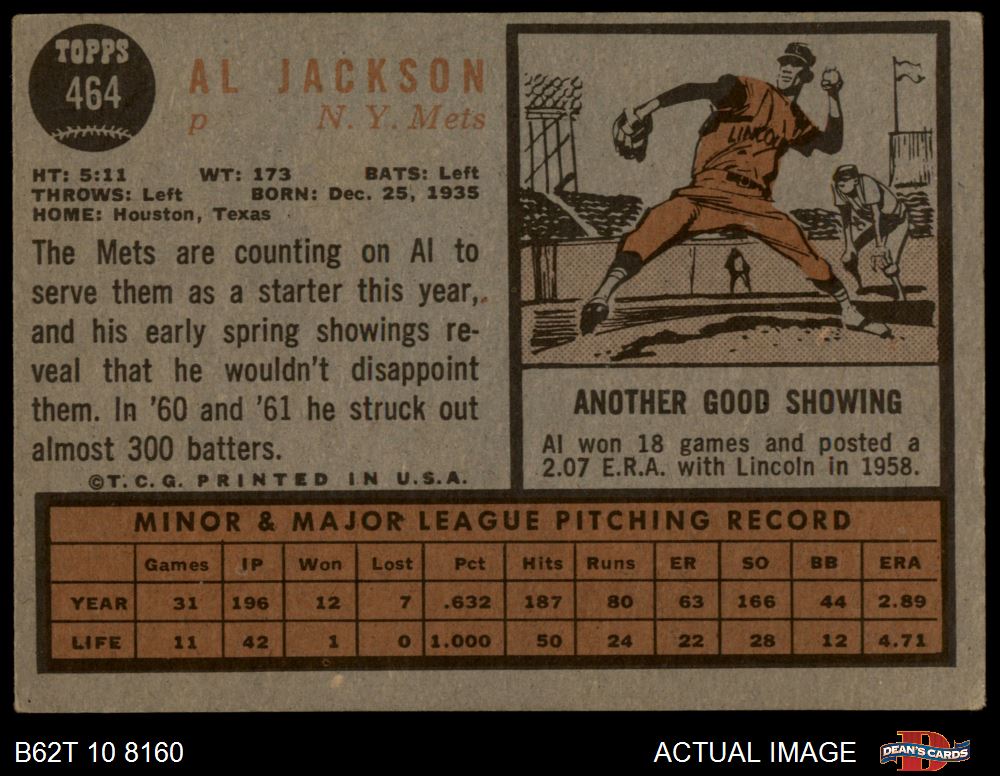 TOPPS
464
AL JACKSON
p N. Y. Mets
HT: 5:11 WT: 173 BATS: Left
THROWS: Left BORN: Dec. 25, 1935
HOME: Houston, Texas
The Mets are counting on Al to
serve them as a starter this year,
and his early spring showings re-
veal that he wouldn't disappoint
them. In '60 and '61 he struck out
almost 300 batters.
©T. C. G. PRINTED IN U.S.A.
LINCOL
ANOTHER GOOD SHOWING
Al won 18 games and posted a
2.07 E.R.A. with Lincoln in 1958.
MINOR & MAJOR LEAGUE PITCHING RECORD
Games IP Won Lost Pct Hits Runs ER SO BB ERA
YEAR 31 196 12 7 .632 187 80 63 166 44 2.89
LIFE 11 42 1 0 1.000 50 24 22 28 12 4.71
B62T 10 8160 ACTUAL IMAGE DEAN'S CARDS